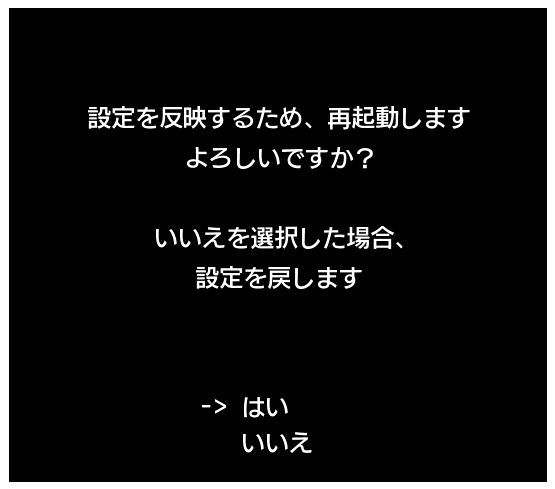 設定を反映するため、再起動します
よろしいですか？
いいえを選択した場合、
設定を戻します
-> はい
いいえ